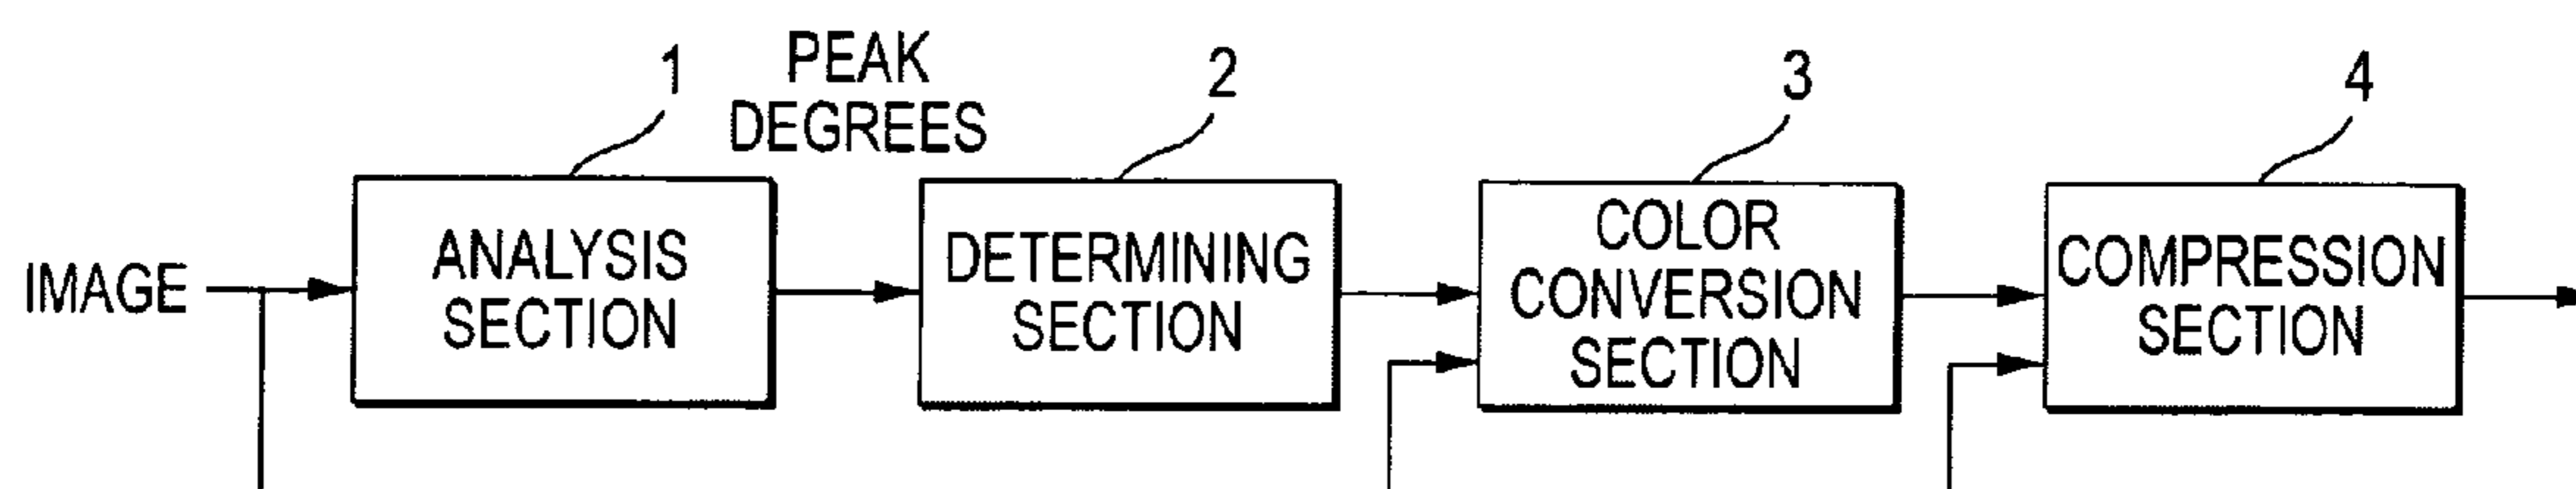 1
PEAK
DEGREES
2
3
4
IMAGE
ANALYSIS
SECTION
DETERMINING
SECTION
COLOR
CONVERSION
SECTION
COMPRESSION
SECTION